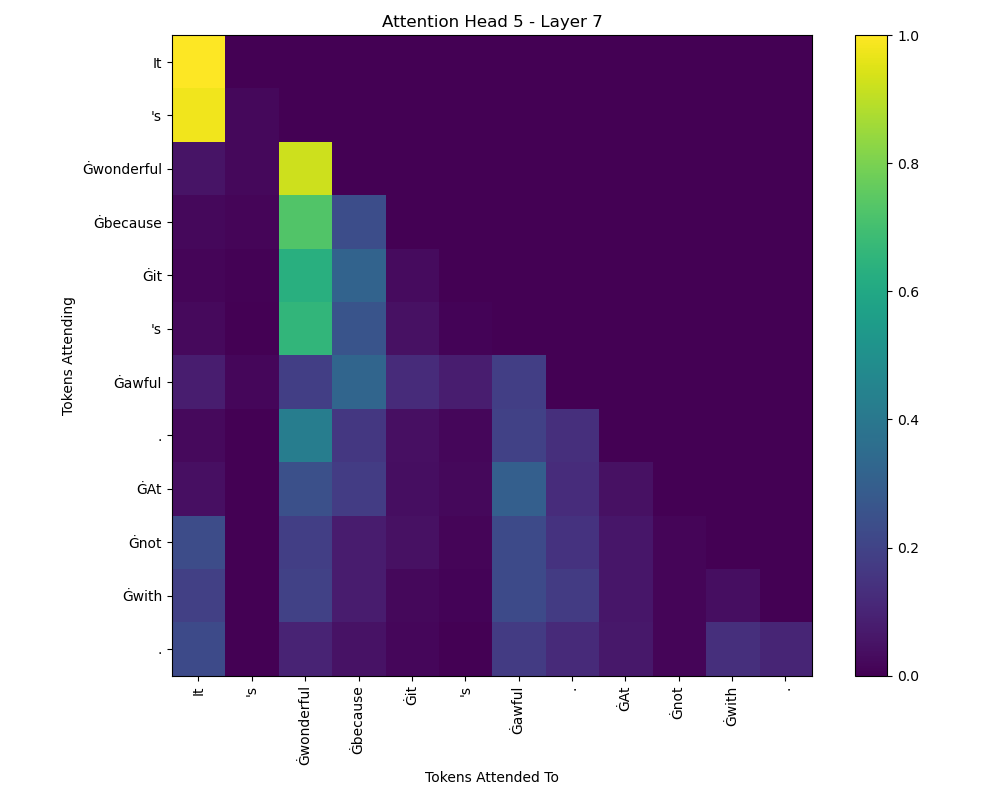 Attention Head 5 - Layer 7
1.0
0.8
0.6
0.4
0.2
0.0
Tokens Attending
It
's
Ġwonderful
Ġbecause
Ġit
's
Ġawful
.
ĠAt
Ġnot
Ġwith
.
It
's
Ġwonderful
Ġbecause
Ġit
's
Ġawful
.
ĠAt
Ġnot
Ġwith
.
Tokens Attended To